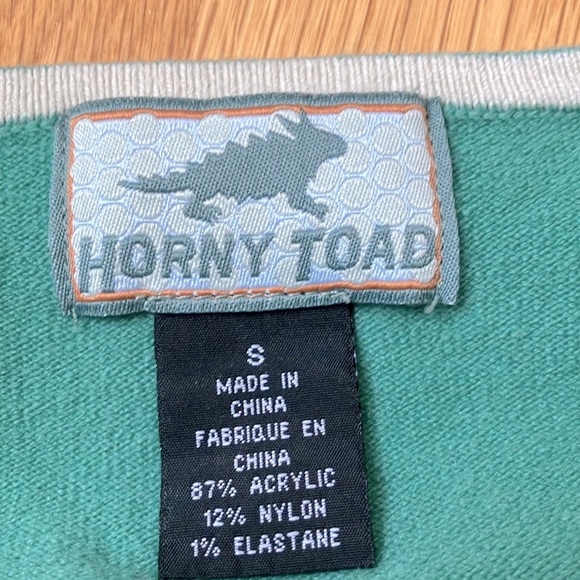 HORNY TOAD
S
MADE IN
CHINA
FABRIQUE EN
CHINA
87% ACRYLIC
12% NYLON
1% ELASTANE